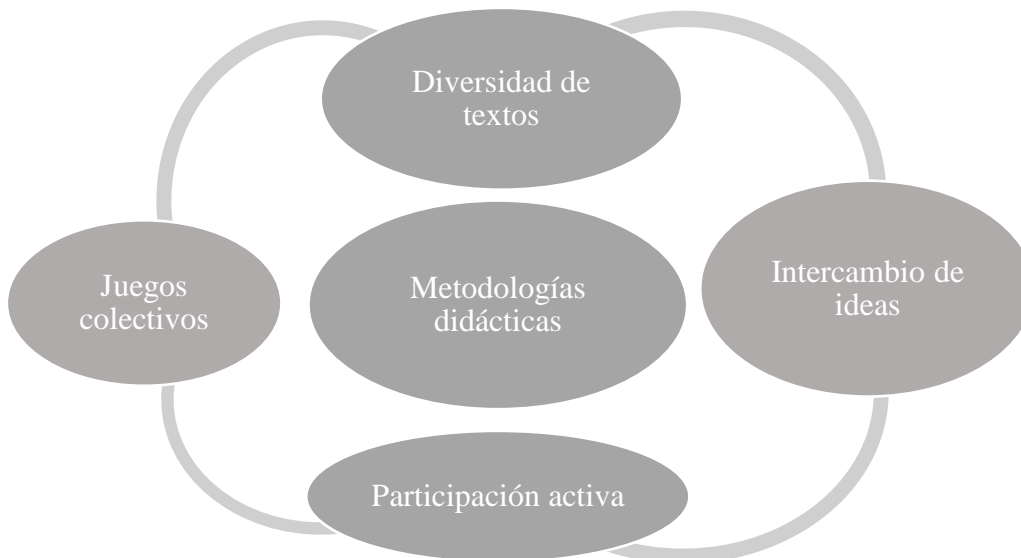 Diversidad de
textos
Juegos
colectivos
Metodologías
didácticas
Intercambio de
ideas
Participación activa